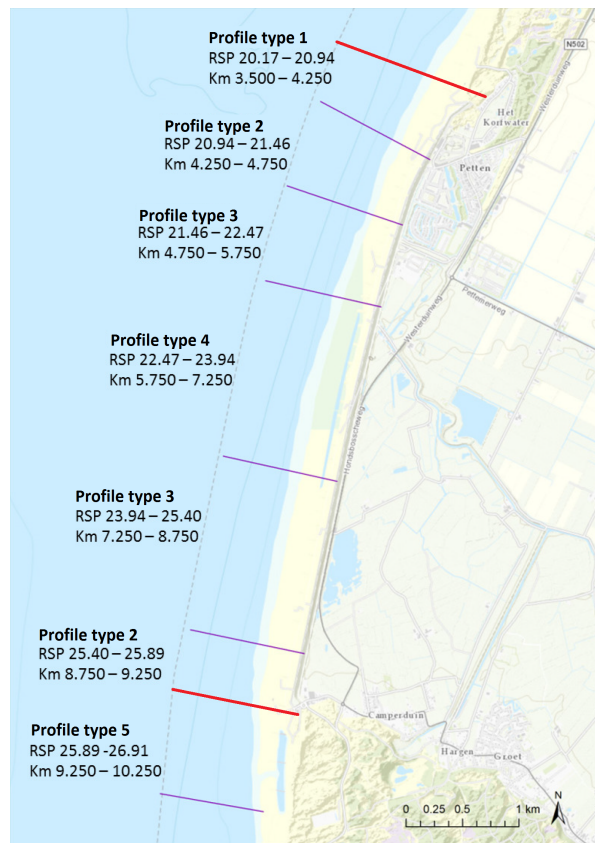 Profile type 1
RSP 20.17 – 20.94
Km 3.500 – 4.250
N502
Westerduinweg
Het
Korfwater
Profile type 2
RSP 20.94 – 21.46
Km 4.250 – 4.750
Petten
Profile type 3
RSP 21.46 – 22.47
Km 4.750 – 5.750
Pettemerweg
Westerduinweg
Profile type 4
RSP 22.47 – 23.94
Km 5.750 – 7.250
Hondsbosscheweg
Profile type 3
RSP 23.94 – 25.40
Km 7.250 – 8.750
Profile type 2
RSP 25.40 – 25.89
Km 8.750 – 9.250
Camperduin
Hargen
Groet
Profile type 5
RSP 25.89 -26.91
Km 9.250 – 10.250
N
0 0.25 0.5 1 km